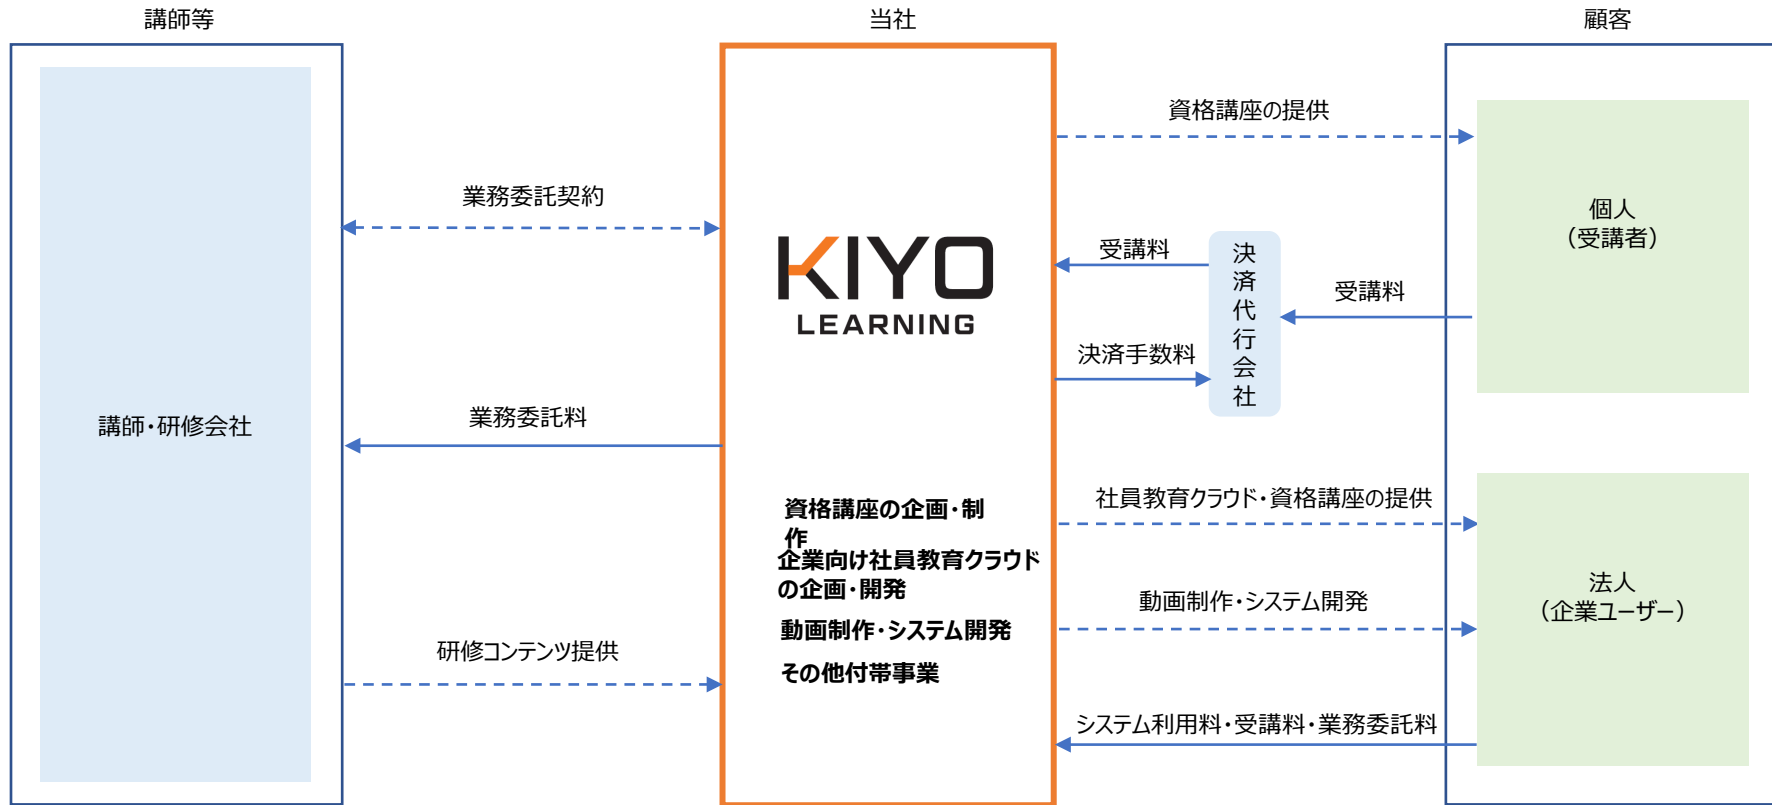 講師等
当社
顧客
講師・研修会社
業務委託契約
業務委託料
研修コンテンツ提供
KIYO
LEARNING
資格講座の企画・制
作
企業向け社員教育クラウド
の企画・開発
動画制作・システム開発
その他付帯事業
資格講座の提供
受講料
決済手数料
決
済
代
行
会
社
受講料
社員教育クラウド・資格講座の提供
動画制作・システム開発
システム利用料・受講料・業務委託料
個人
（受講者）
法人
（企業ユーザー）